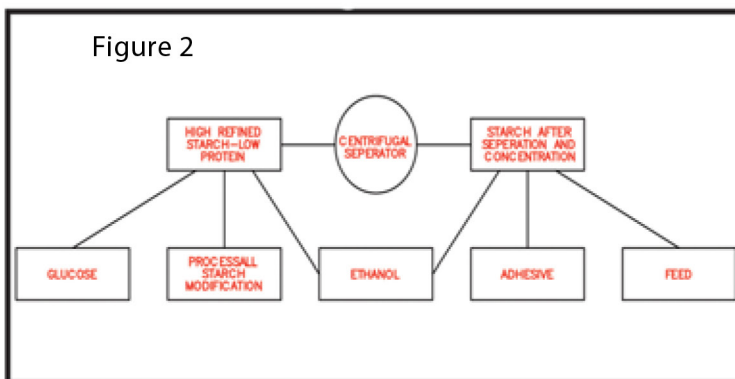 Figure 2
HIGH REFINED
STARCH-LOW
PROTEIN
CENTRIFUGAL
SEPERATOR
STARCH AFTER
SEPERATION AND
CONCENTRATION
GLUCOSE
PROCESSALL
STARCH
MODIFICATION
ETHANOL
ADHESIVE
FEED